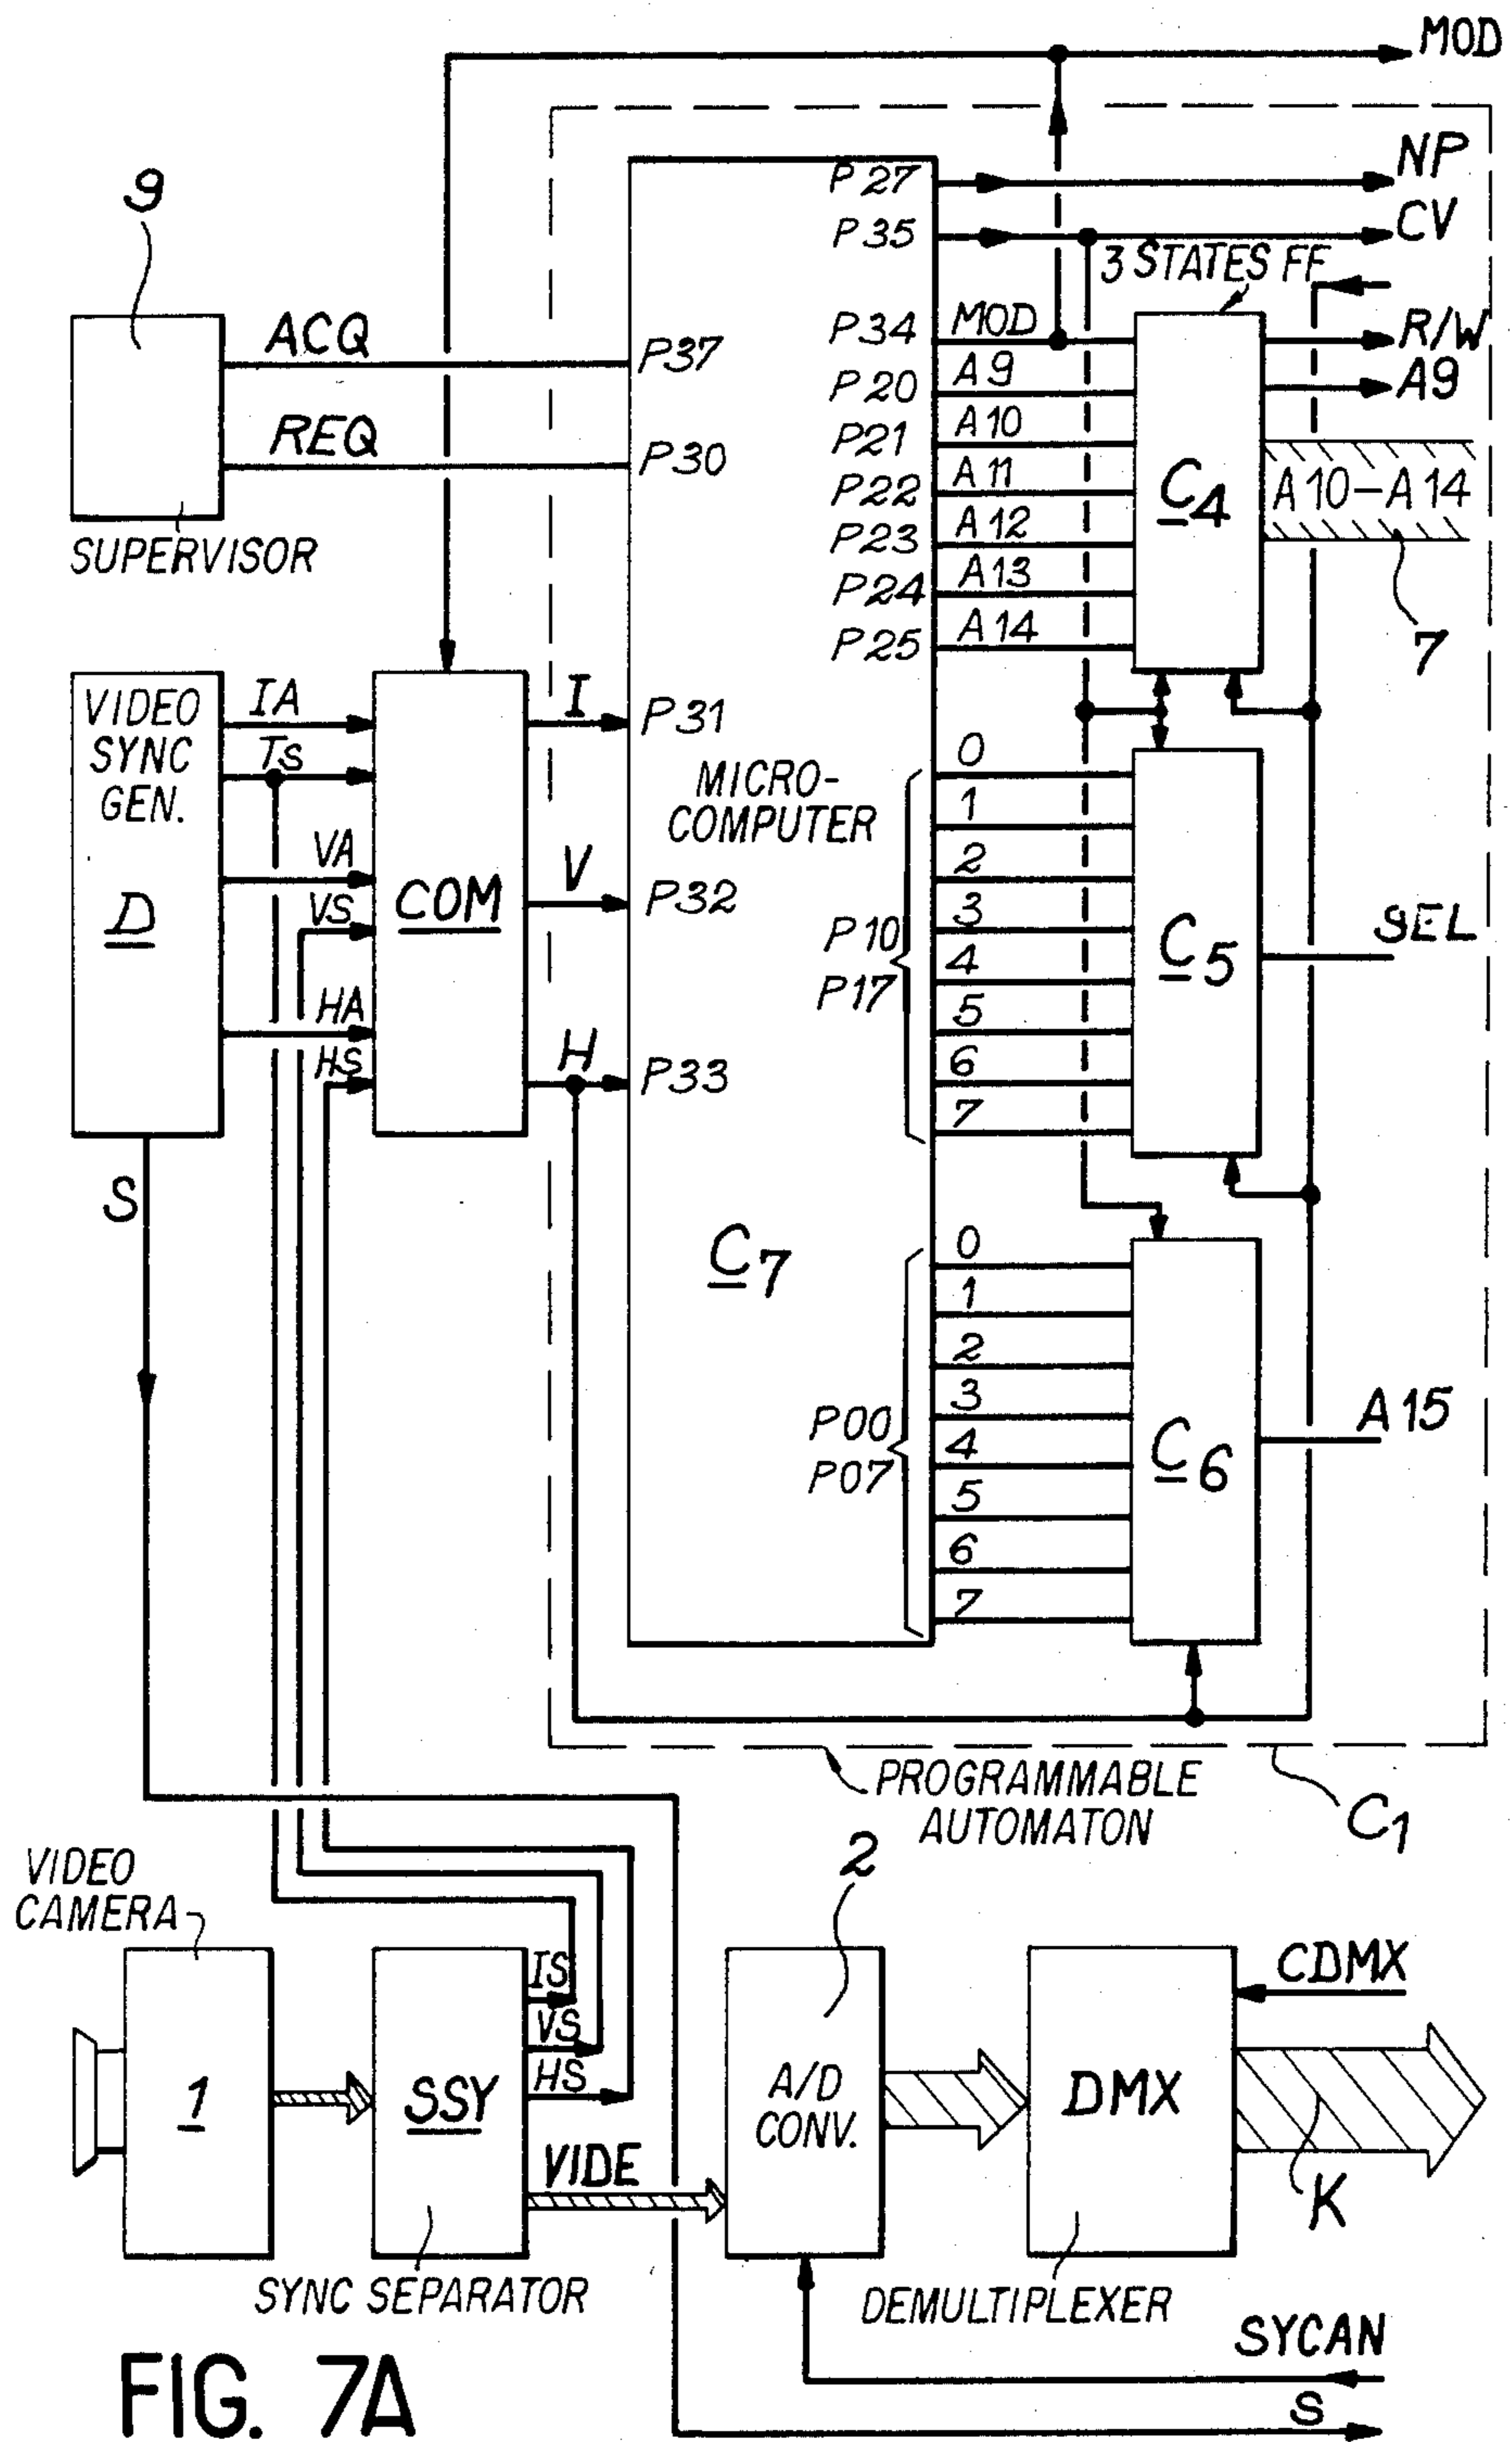 MOD
NP
CV
3 STATES FF
R/W
A9
A10-A14
7
9
ACQ
REQ
SUPERVISOR
P27
P35
P34
P20
P21
P22
P23
P24
P25
MOD
A9
A10
A11
A12
A13
A14
C4
P37
P30
P31
P32
P33
VIDEO
SYNC
GEN.
D
IA
TS
VA
VS
HA
HS
COM
I
V
H
MICRO-
COMPUTER
C7
P10
P17
0
1
2
3
4
5
6
7
C5
SEL
P00
P07
0
1
2
3
4
5
6
7
C6
A15
S
PROGRAMMABLE
AUTOMATON
C1
VIDEO
CAMERA
1
SSY
IS
VS
HS
VIDE
SYNC SEPARATOR
2
A/D
CONV.
DMX
CDMX
K
DEMULTIPLEXER
SYCAN
S
FIG. 7A